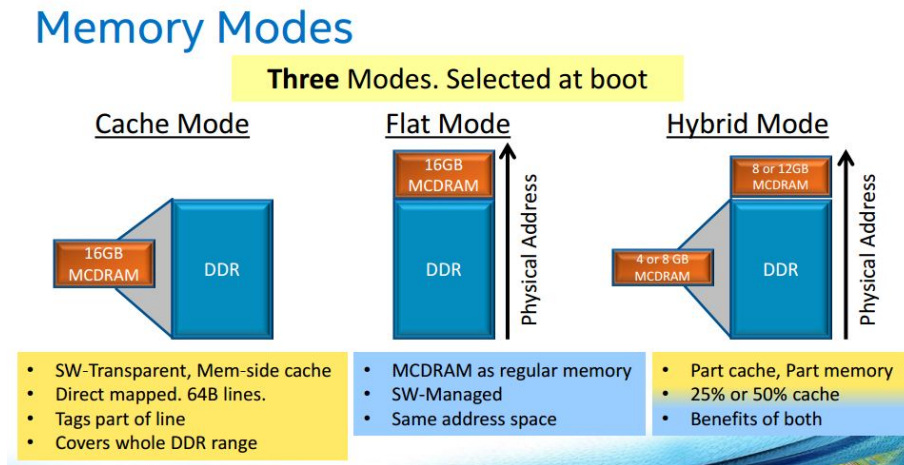 Memory Modes
Three Modes. Selected at boot
Cache Mode
16GB
MCDRAM
DDR
• SW-Transparent, Mem-side cache
• Direct mapped. 64B lines.
• Tags part of line
• Covers whole DDR range
Flat Mode
16GB
MCDRAM
DDR
Physical Address
• MCDRAM as regular memory
• SW-Managed
• Same address space
Hybrid Mode
8 or 12GB
MCDRAM
4 or 8 GB
MCDRAM
DDR
Physical Address
• Part cache, Part memory
• 25% or 50% cache
• Benefits of both